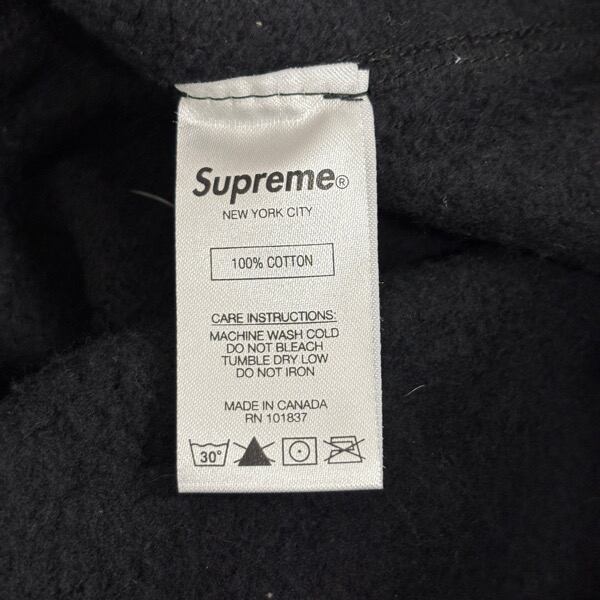 Supreme®
NEW YORK CITY
100% COTTON
CARE INSTRUCTIONS:
MACHINE WASH COLD
DO NOT BLEACH
TUMBLE DRY LOW
DO NOT IRON
MADE IN CANADA
RN 101837
30°